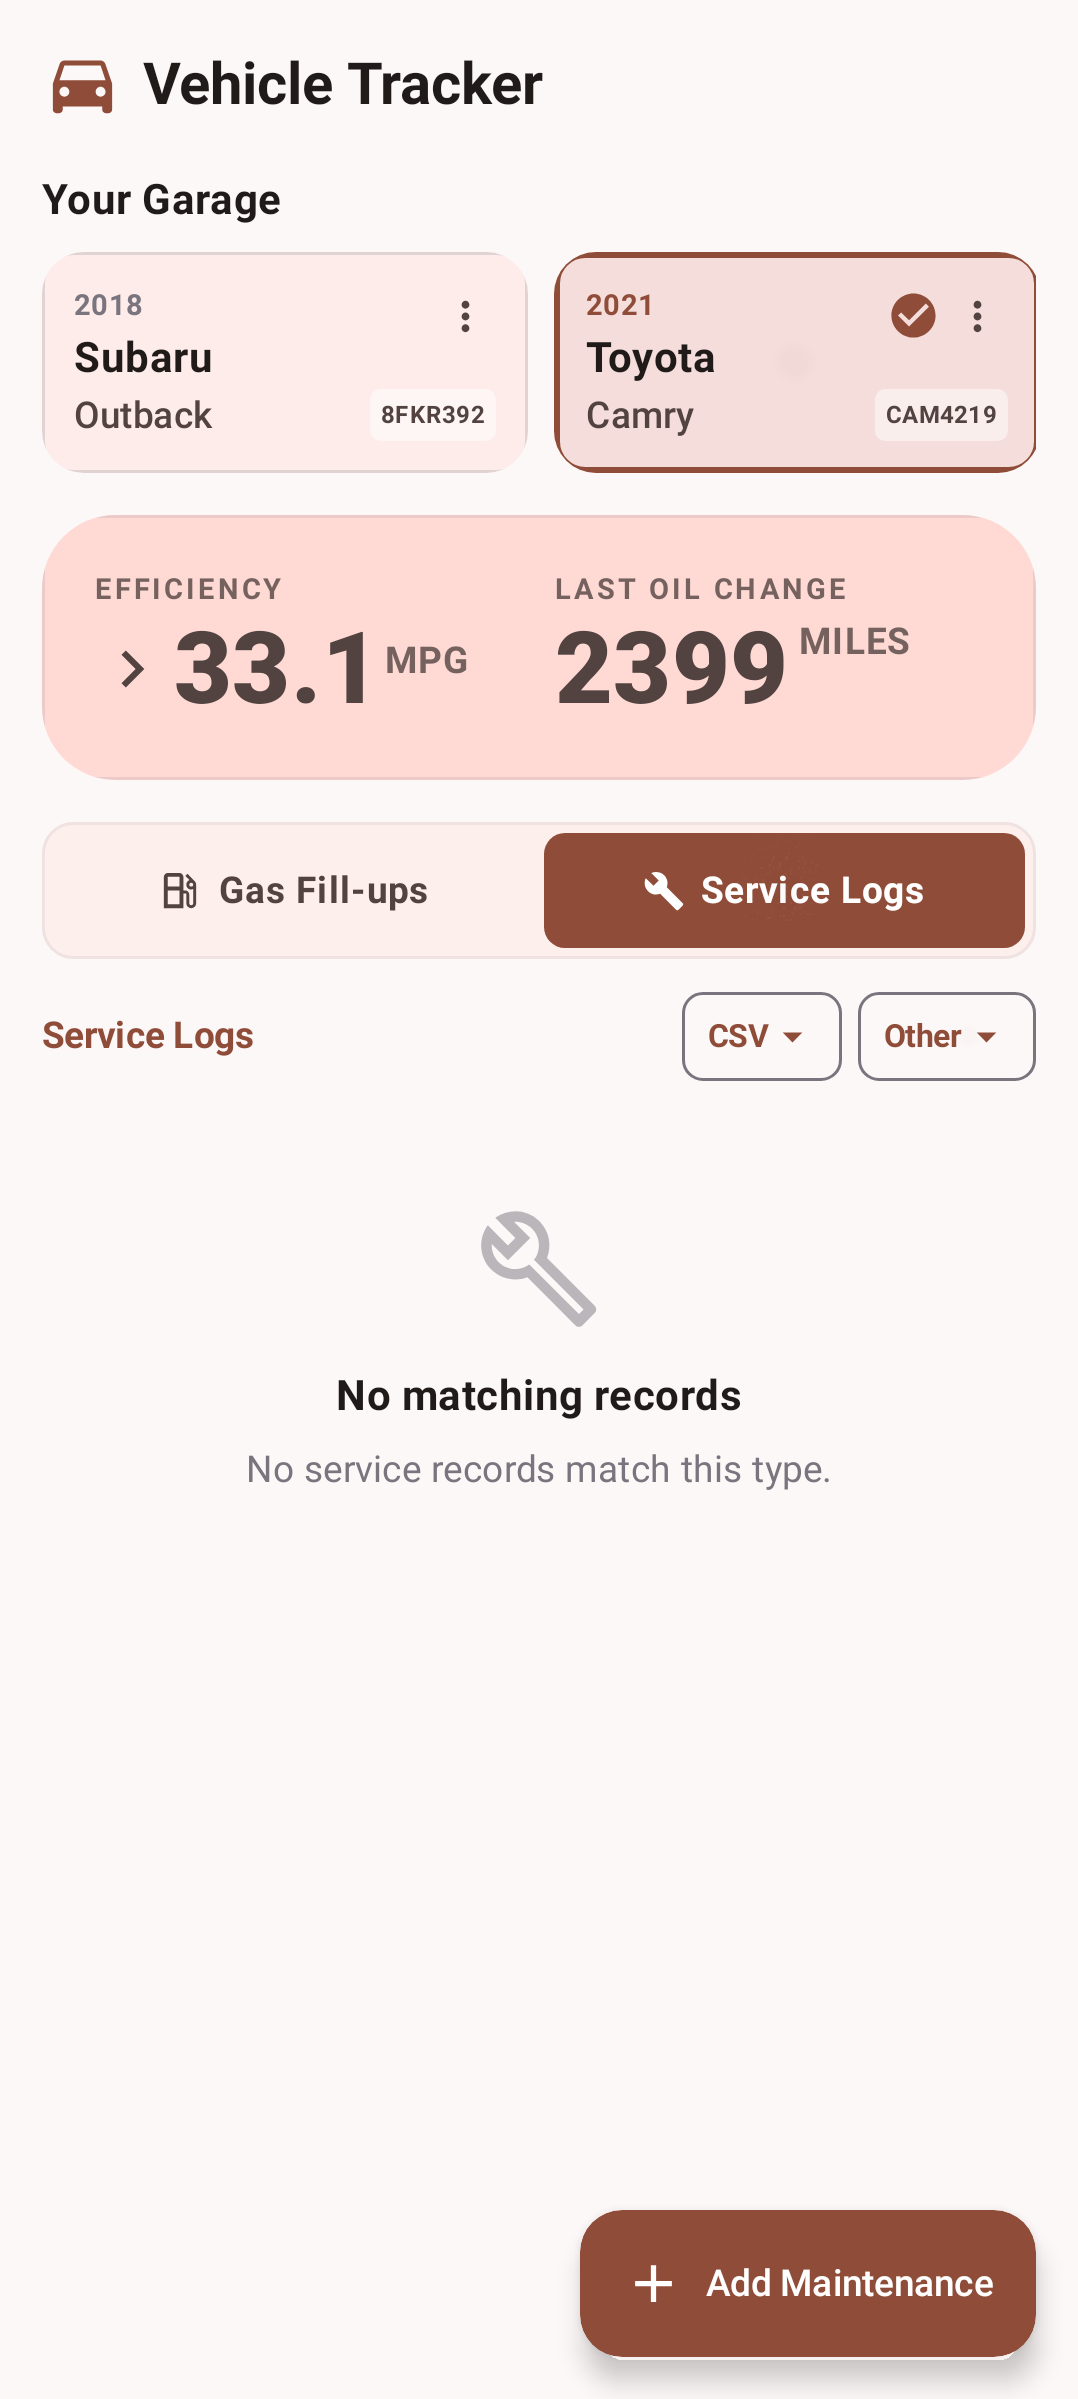 Vehicle Tracker
Your Garage
2018
Subaru
Outback
8FKR392
2021
Toyota
Camry
CAM4219
EFFICIENCY
33.1 MPG
LAST OIL CHANGE
2399 MILES
Gas Fill-ups
Service Logs
Service Logs
CSV
Other
No matching records
No service records match this type.
Add Maintenance